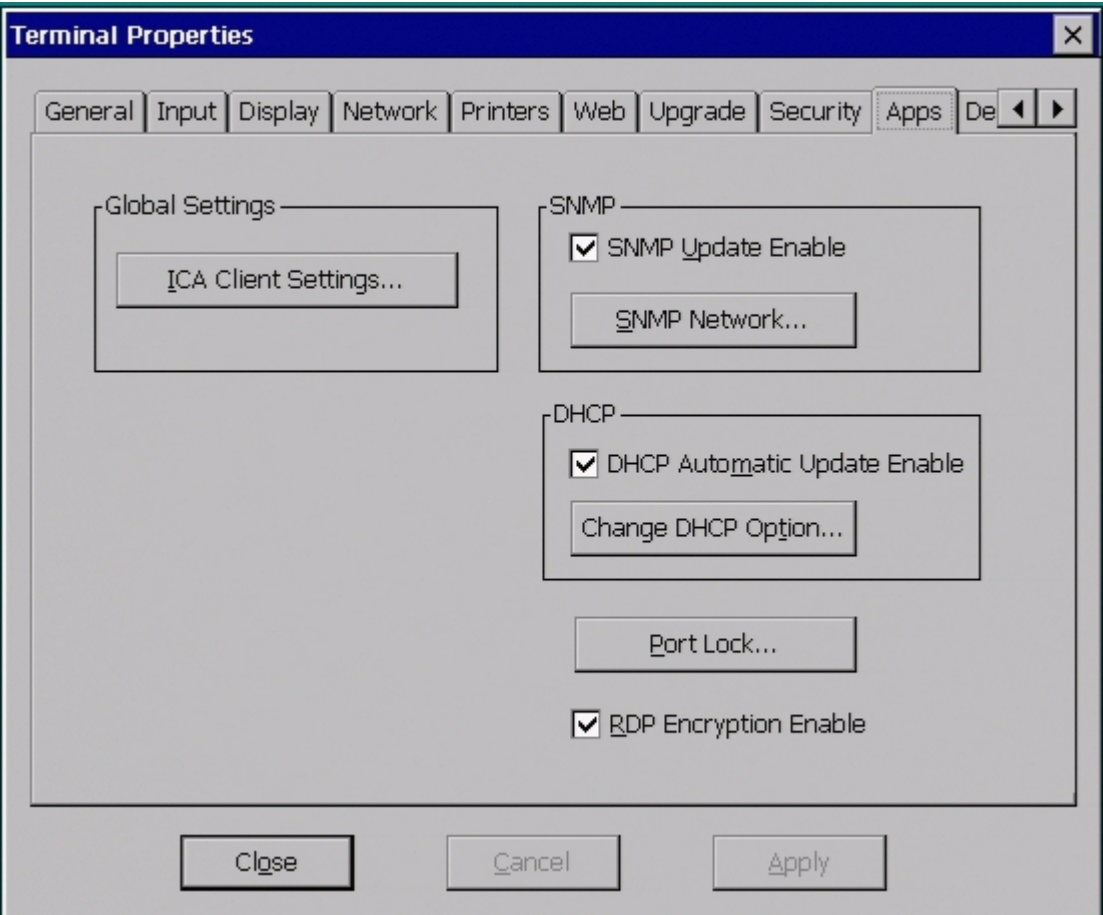 Terminal Properties
General Input Display Network Printers Web Upgrade Security Apps De
Global Settings
ICA Client Settings...
SNMP
SNMP Update Enable
SNMP Network...
DHCP
DHCP Automatic Update Enable
Change DHCP Option...
Port Lock...
RDP Encryption Enable
Close Cancel Apply